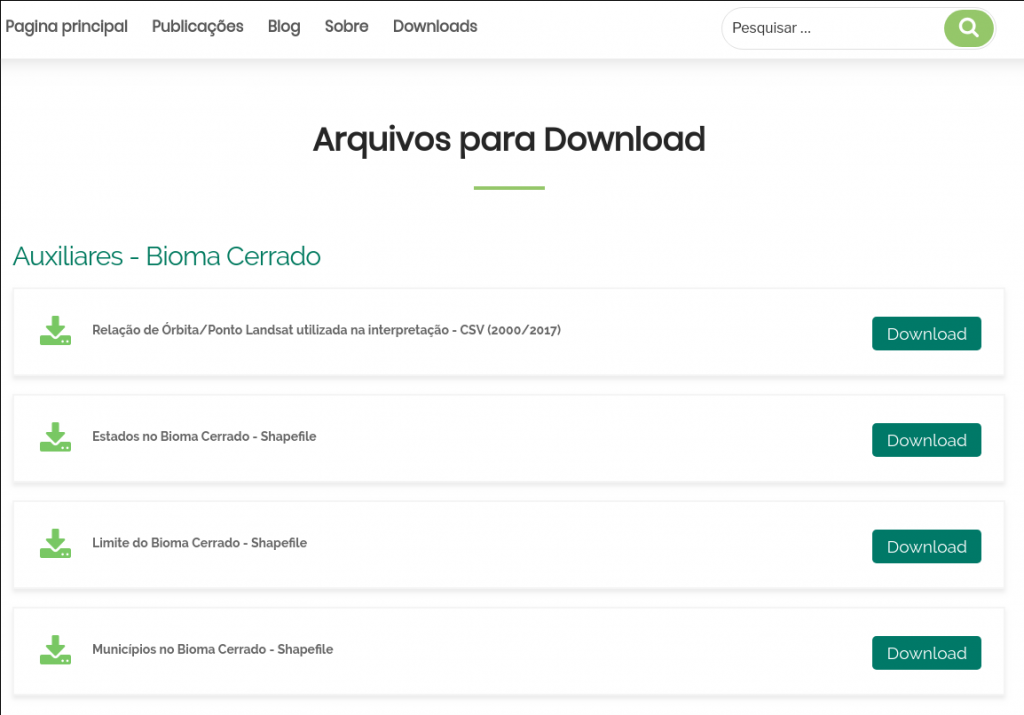 Pagina principal Publicações Blog Sobre Downloads Pesquisar ...
Arquivos para Download
Auxiliares - Bioma Cerrado
Relação de Órbita/Ponto Landsat utilizada na interpretação - CSV (2000/2017) Download
Estados no Bioma Cerrado - Shapefile Download
Limite do Bioma Cerrado - Shapefile Download
Municípios no Bioma Cerrado - Shapefile Download